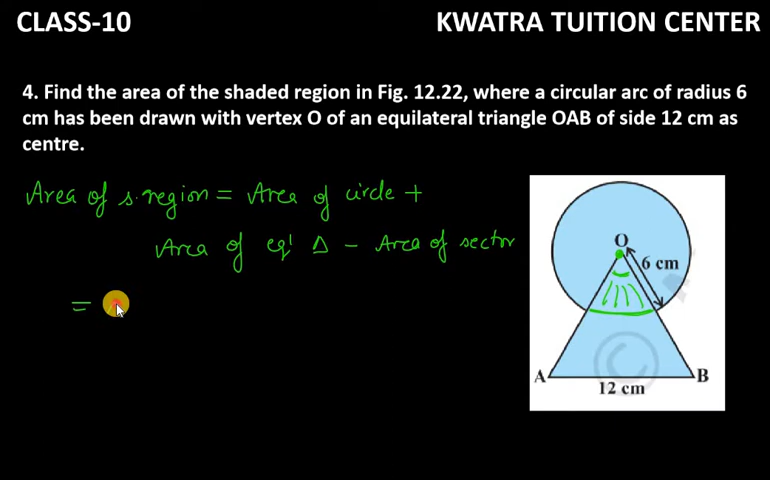 CLASS-10 KWATRA TUITION CENTER
4. Find the area of the shaded region in Fig. 12.22, where a circular arc of radius 6
cm has been drawn with vertex O of an equilateral triangle OAB of side 12 cm as
centre.
Area of s.region = Area of circle +
Area of eql Δ - Area of sector
=
O
6 cm
A B
12 cm
©